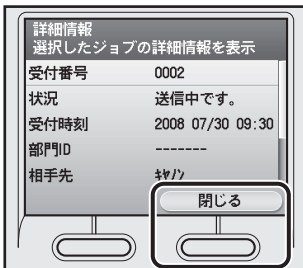 詳細情報
選択したジョブの詳細情報を表示
受付番号 0002
状況 送信中です。
受付時刻 2008 07/30 09:30
部門ID -------
相手先 ｷﾔﾉﾝ
閉じる